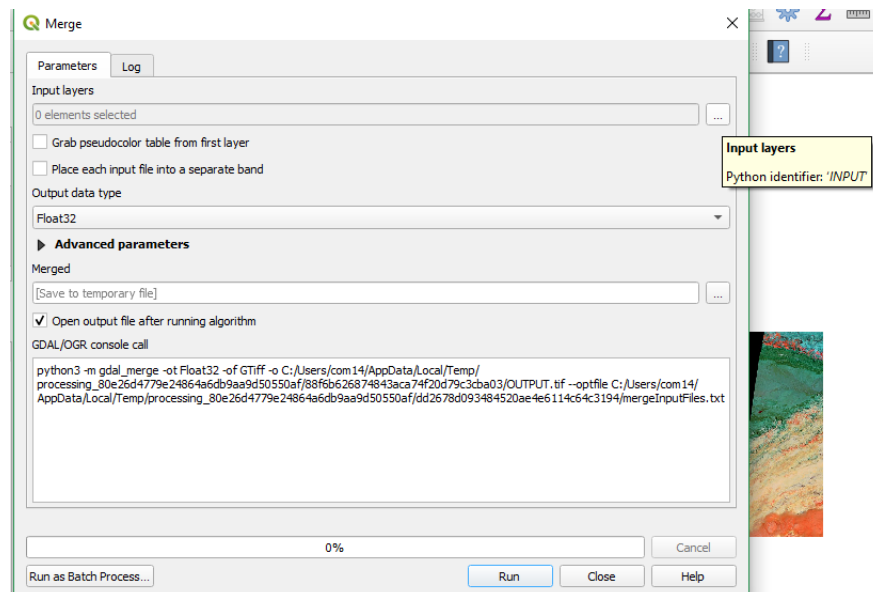 Merge
Parameters
Log
Input layers
0 elements selected
...
Grab pseudocolor table from first layer
Input layers
Place each input file into a separate band
Python identifier: 'INPUT'
Output data type
Float32
Advanced parameters
Merged
[Save to temporary file]
...
Open output file after running algorithm
GDAL/OGR console call
python3 -m gdal_merge -ot Float32 -of GTiff -o C:/Users/com14/AppData/Local/Temp/
processing_80e26d4779e24864a6db9aa9d50550af/88f6b626874843aca74f20d79c3cba03/OUTPUT.tif --optfile C:/Users/com14/
AppData/Local/Temp/processing_80e26d4779e24864a6db9aa9d50550af/dd2678d093484520ae4e6114c64c3194/mergeInputFiles.txt
0%
Cancel
Run as Batch Process...
Run
Close
Help